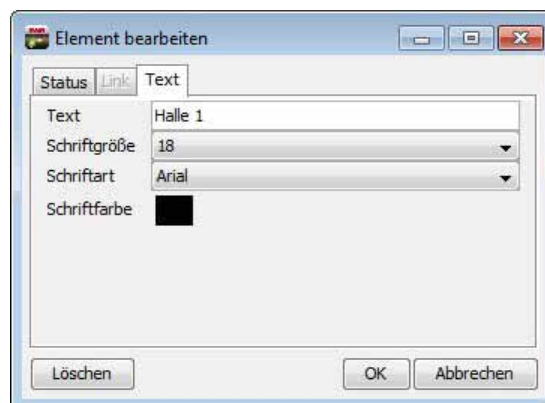 Element bearbeiten
Status Link Text
Text Halle 1
Schriftgröße 18
Schriftart Arial
Schriftfarbe
Löschen OK Abbrechen